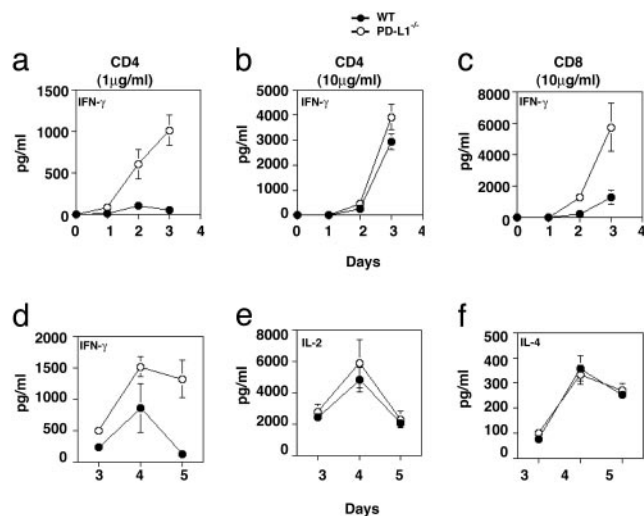 WT
PD-L1-/-
a CD4 (1μg/ml)
b CD4 (10μg/ml)
c CD8 (10μg/ml)
IFN-γ
IFN-γ
IFN-γ
pg/ml
1500
1000
500
0
0 1 2 3 4
pg/ml
5000
4000
3000
2000
1000
0
0 1 2 3 4
pg/ml
8000
6000
4000
2000
0
0 1 2 3 4
Days
d
e
f
IFN-γ
IL-2
IL-4
pg/ml
2000
1500
1000
500
0
3 4 5
pg/ml
8000
6000
4000
2000
0
3 4 5
pg/ml
500
400
300
200
100
0
3 4 5
Days